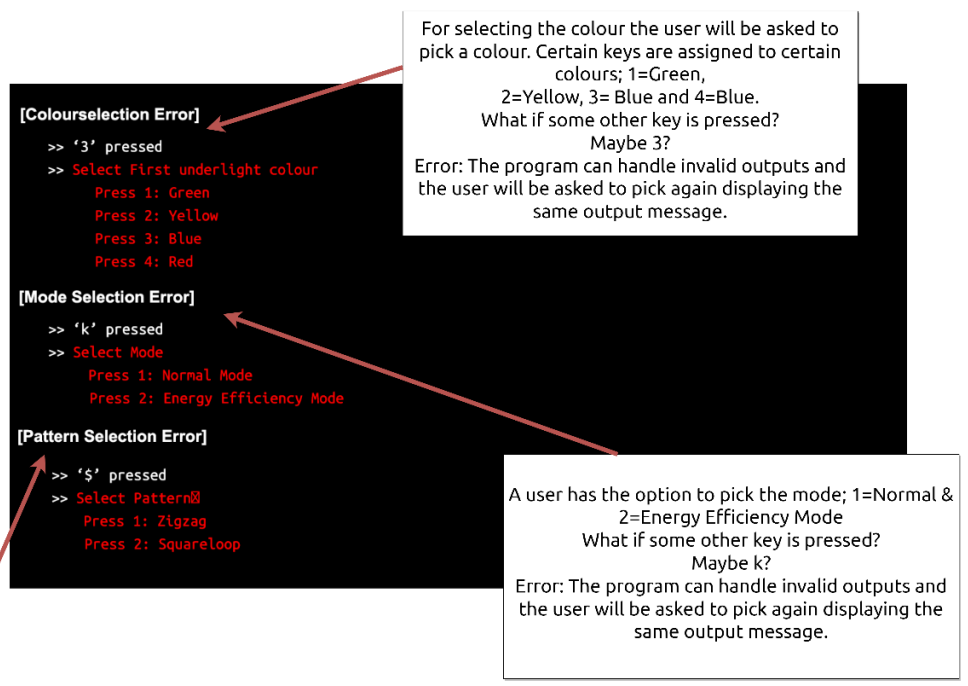 For selecting the colour the user will be asked to
pick a colour. Certain keys are assigned to certain
colours; 1=Green,
2=Yellow, 3= Blue and 4=Blue.
What if some other key is pressed?
Maybe 3?
Error: The program can handle invalid outputs and
the user will be asked to pick again displaying the
same output message.
[Colourselection Error]
>> ‘3’ pressed
>> Select First underlight colour
Press 1: Green
Press 2: Yellow
Press 3: Blue
Press 4: Red
[Mode Selection Error]
>> ‘k’ pressed
>> Select Mode
Press 1: Normal Mode
Press 2: Energy Efficiency Mode
[Pattern Selection Error]
>> ‘$’ pressed
>> Select Pattern
Press 1: Zigzag
Press 2: Squareloop
A user has the option to pick the mode; 1=Normal &
2=Energy Efficiency Mode
What if some other key is pressed?
Maybe k?
Error: The program can handle invalid outputs and
the user will be asked to pick again displaying the
same output message.